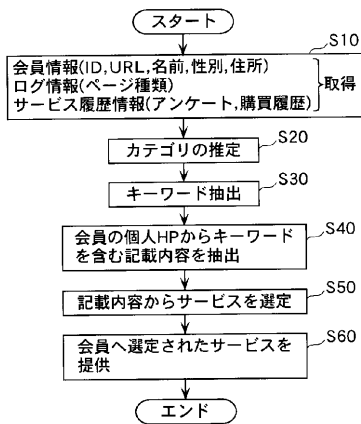 スタート
S10
会員情報(ID,URL,名前,性別,住所)
ログ情報(ページ種類)
サービス履歴情報(アンケート,購買履歴)
取得
S20
カテゴリの推定
S30
キーワード抽出
S40
会員の個人HPからキーワード
を含む記載内容を抽出
S50
記載内容からサービスを選定
S60
会員へ選定されたサービスを
提供
エンド